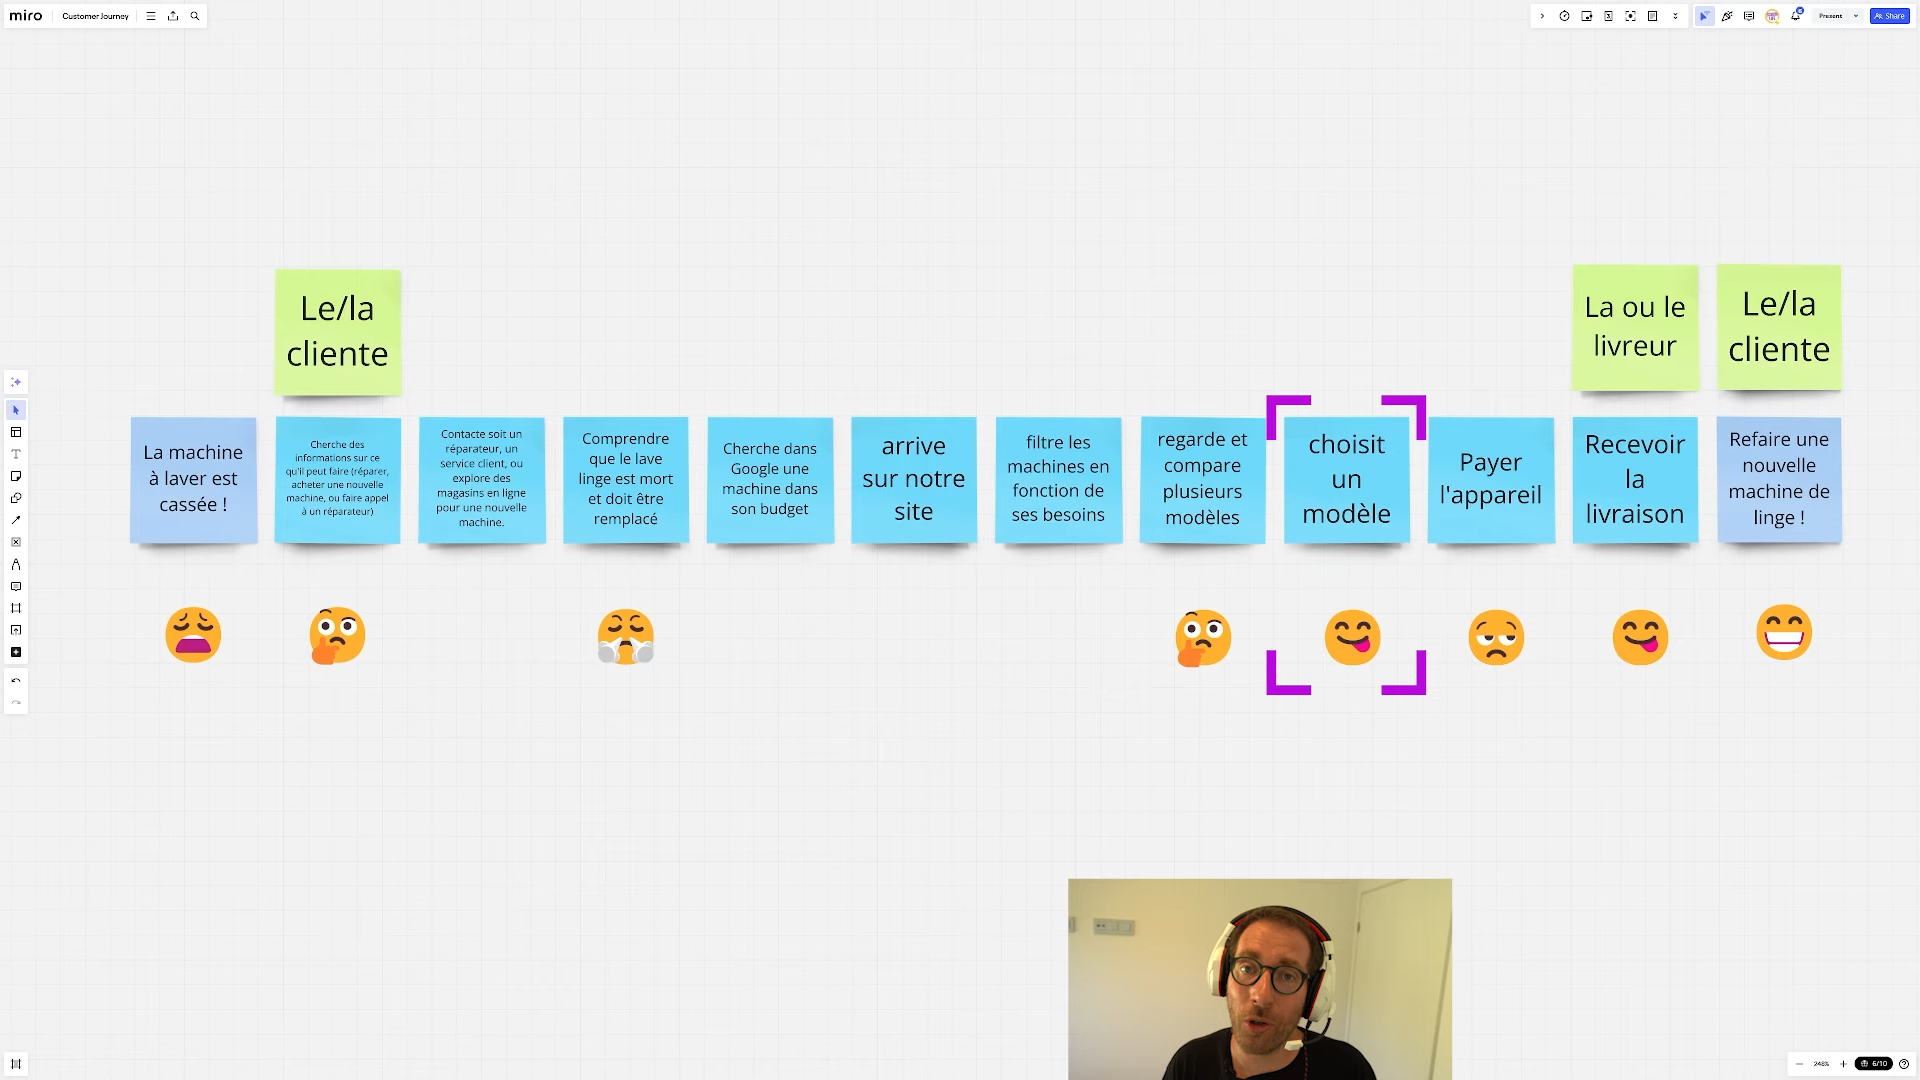 miro
Customer Journey
Present
Share
Le/la
cliente
La ou le
livreur
Le/la
cliente
La machine
à laver est
cassée !
Cherche des
informations sur ce
qu'il peut faire (réparer,
acheter une nouvelle
machine, ou faire appel
à un réparateur)
Contacte soit un
réparateur, un
service client, ou
explore des
magasins en ligne
pour une nouvelle
machine.
Comprendre
que le lave
linge est mort
et doit être
remplacé
Cherche dans
Google une
machine dans
son budget
arrive
sur notre
site
filtre les
machines en
fonction de
ses besoins
regarde et
compare
plusieurs
modèles
choisit
un
modèle
Payer
l'appareil
Recevoir
la
livraison
Refaire une
nouvelle
machine de
linge !
248%
6/10